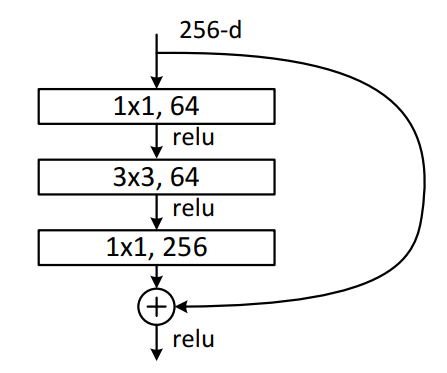 256-d
1x1, 64
relu
3x3, 64
relu
1x1, 256
+
relu